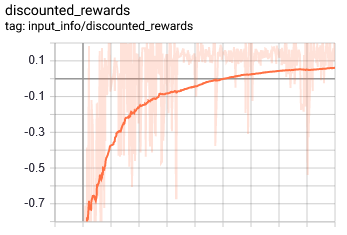 discounted_rewards
tag: input_info/discounted_rewards
0.1
-0.1
-0.3
-0.5
-0.7